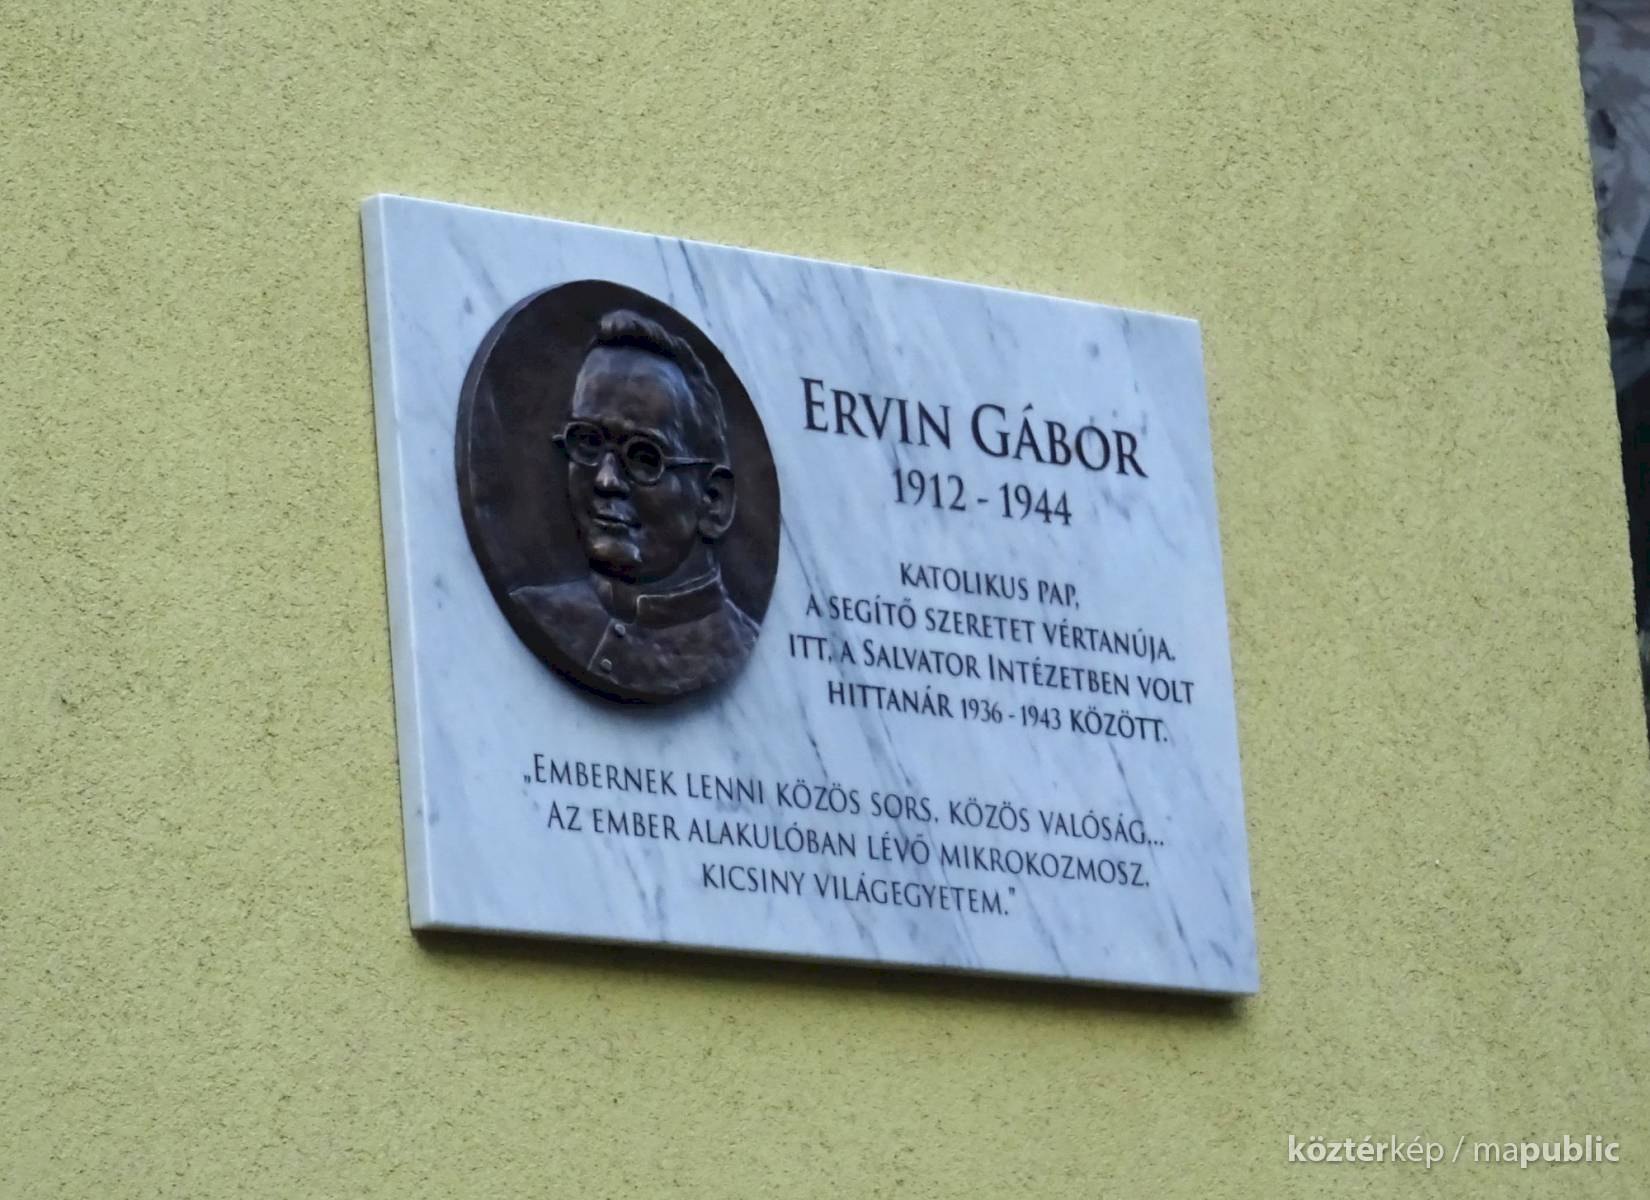 ERVIN GÁBOR
1912 - 1944
KATOLIKUS PAP,
A SEGÍTŐ SZERETET VÉRTANÚJA.
ITT, A SALVATOR INTÉZETBEN VOLT
HITTANÁR 1936 - 1943 KÖZÖTT.
„EMBERNEK LENNI KÖZÖS SORS, KÖZÖS VALÓSÁG...
AZ EMBER ALAKULÓBAN LÉVŐ MIKROKOZMOSZ,
KICSINY VILÁGEGYETEM."
köztérkép / mapublic